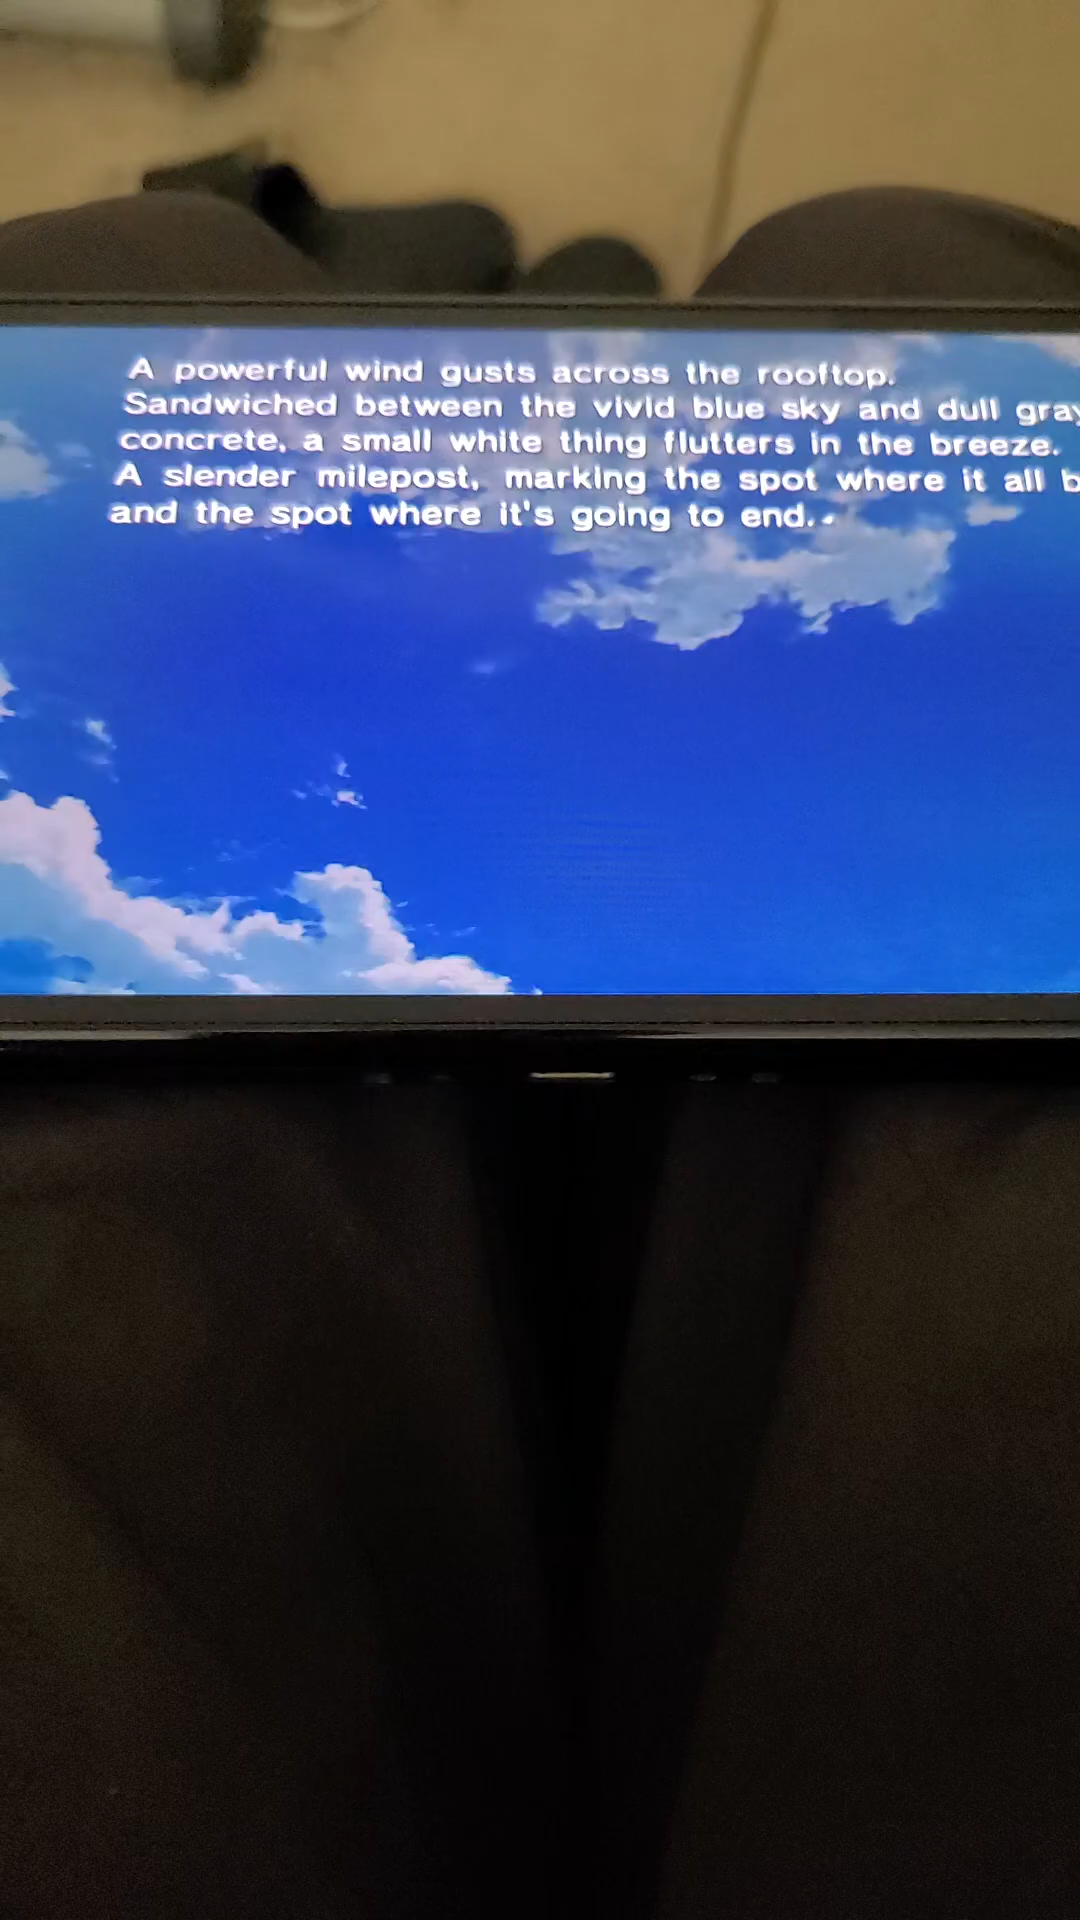 A powerful wind gusts across the rooftop.
Sandwiched between the vivid blue sky and dull gray
concrete, a small white thing flutters in the breeze.
A slender milepost, marking the spot where it all
and the spot where it's going to end.